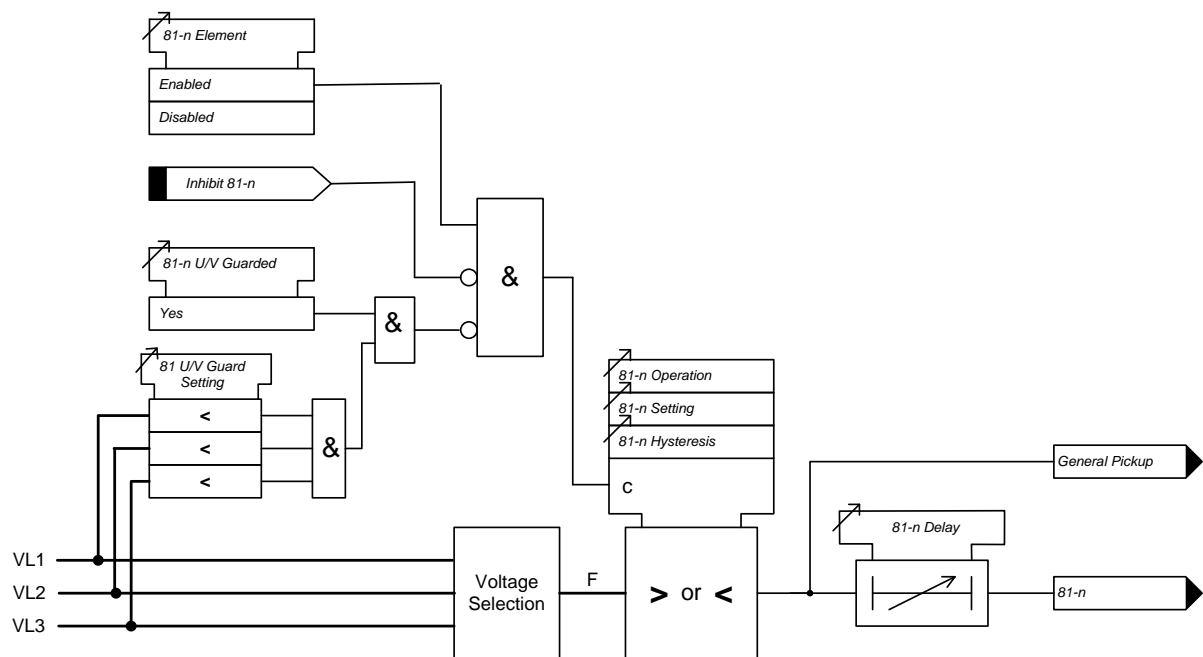 81-n Element
Enabled
Disabled
Inhibit 81-n
81-n U/V Guarded
Yes
&
&
81 U/V Guard
Setting
<
<
<
&
81-n Operation
81-n Setting
81-n Hysteresis
c
General Pickup
81-n Delay
VL1
VL2
VL3
Voltage
Selection
F
> or <
81-n